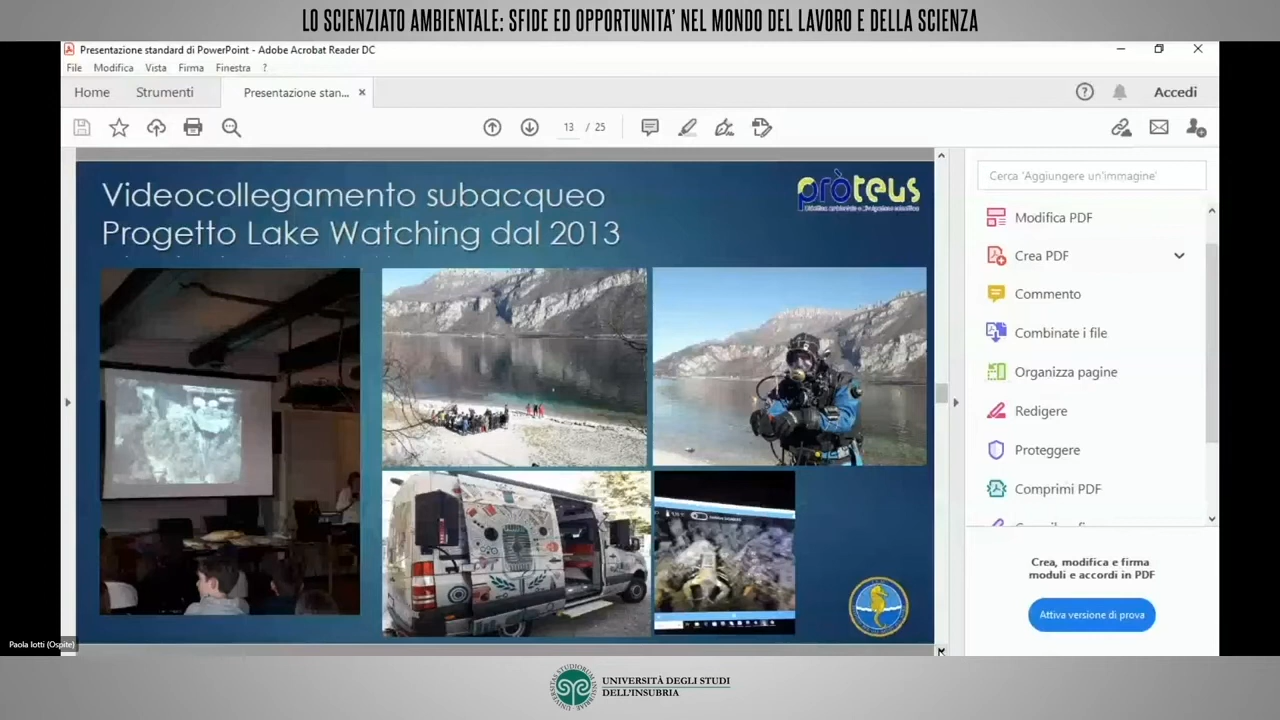 LO SCIENZIATO AMBIENTALE: SFIDE ED OPPORTUNITA' NEL MONDO DEL LAVORO E DELLA SCIENZA
Presentazione standard di PowerPoint - Adobe Acrobat Reader DC
File Modifica Vista Firma Finestra ?
Home Strumenti Presentazione stan... × Accedi
13 / 25
Videocollegamento subacqueo
Progetto Lake Watching dal 2013
pròteus
Cerca 'Aggiungere un'immagine'
Modifica PDF
Crea PDF
Commento
Combinate i file
Organizza pagine
Redigere
Proteggere
Comprimi PDF
Crea, modifica e firma
moduli e accordi in PDF
Attiva versione di prova
Paola Iotti (Ospite)
UNIVERSITÀ DEGLI STUDI
DELL'INSUBRIA